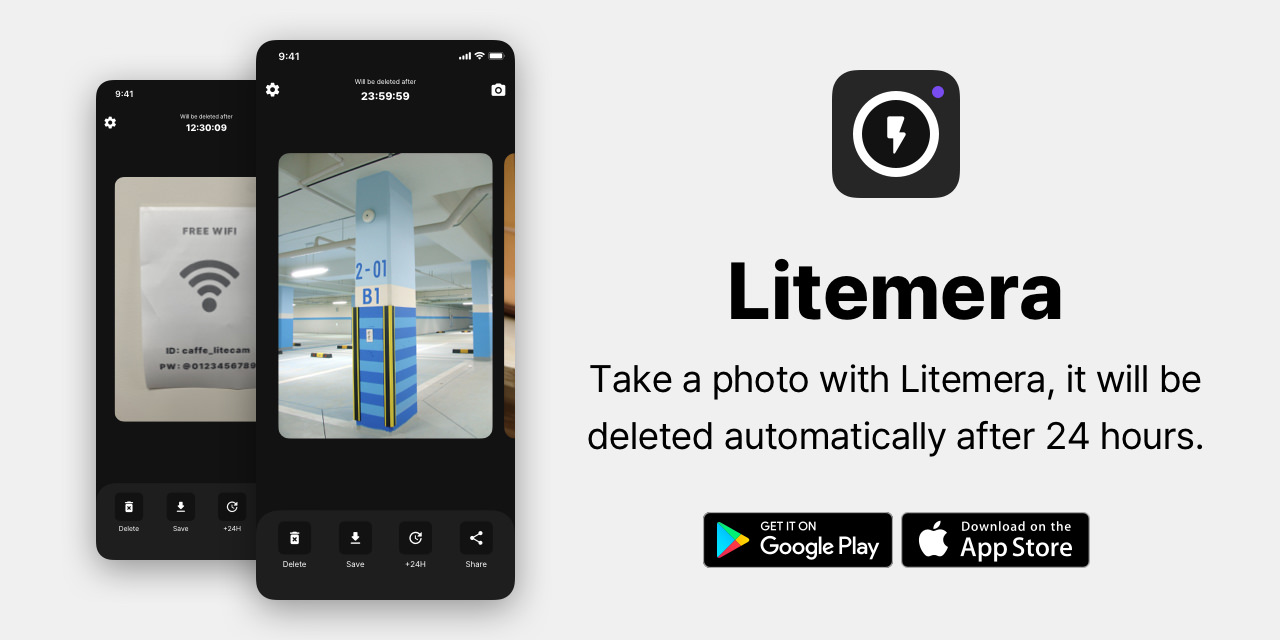 9:41
Will be deleted after
12:30:09
FREE WIFI
ID: caffe_litecam
PW: @0123456789
Delete
Save
+24H
9:41
Will be deleted after
23:59:59
2-01
B1
Delete
Save
+24H
Share
Litemera
Take a photo with Litemera, it will be
deleted automatically after 24 hours.
GET IT ON
Google Play
Download on the
App Store